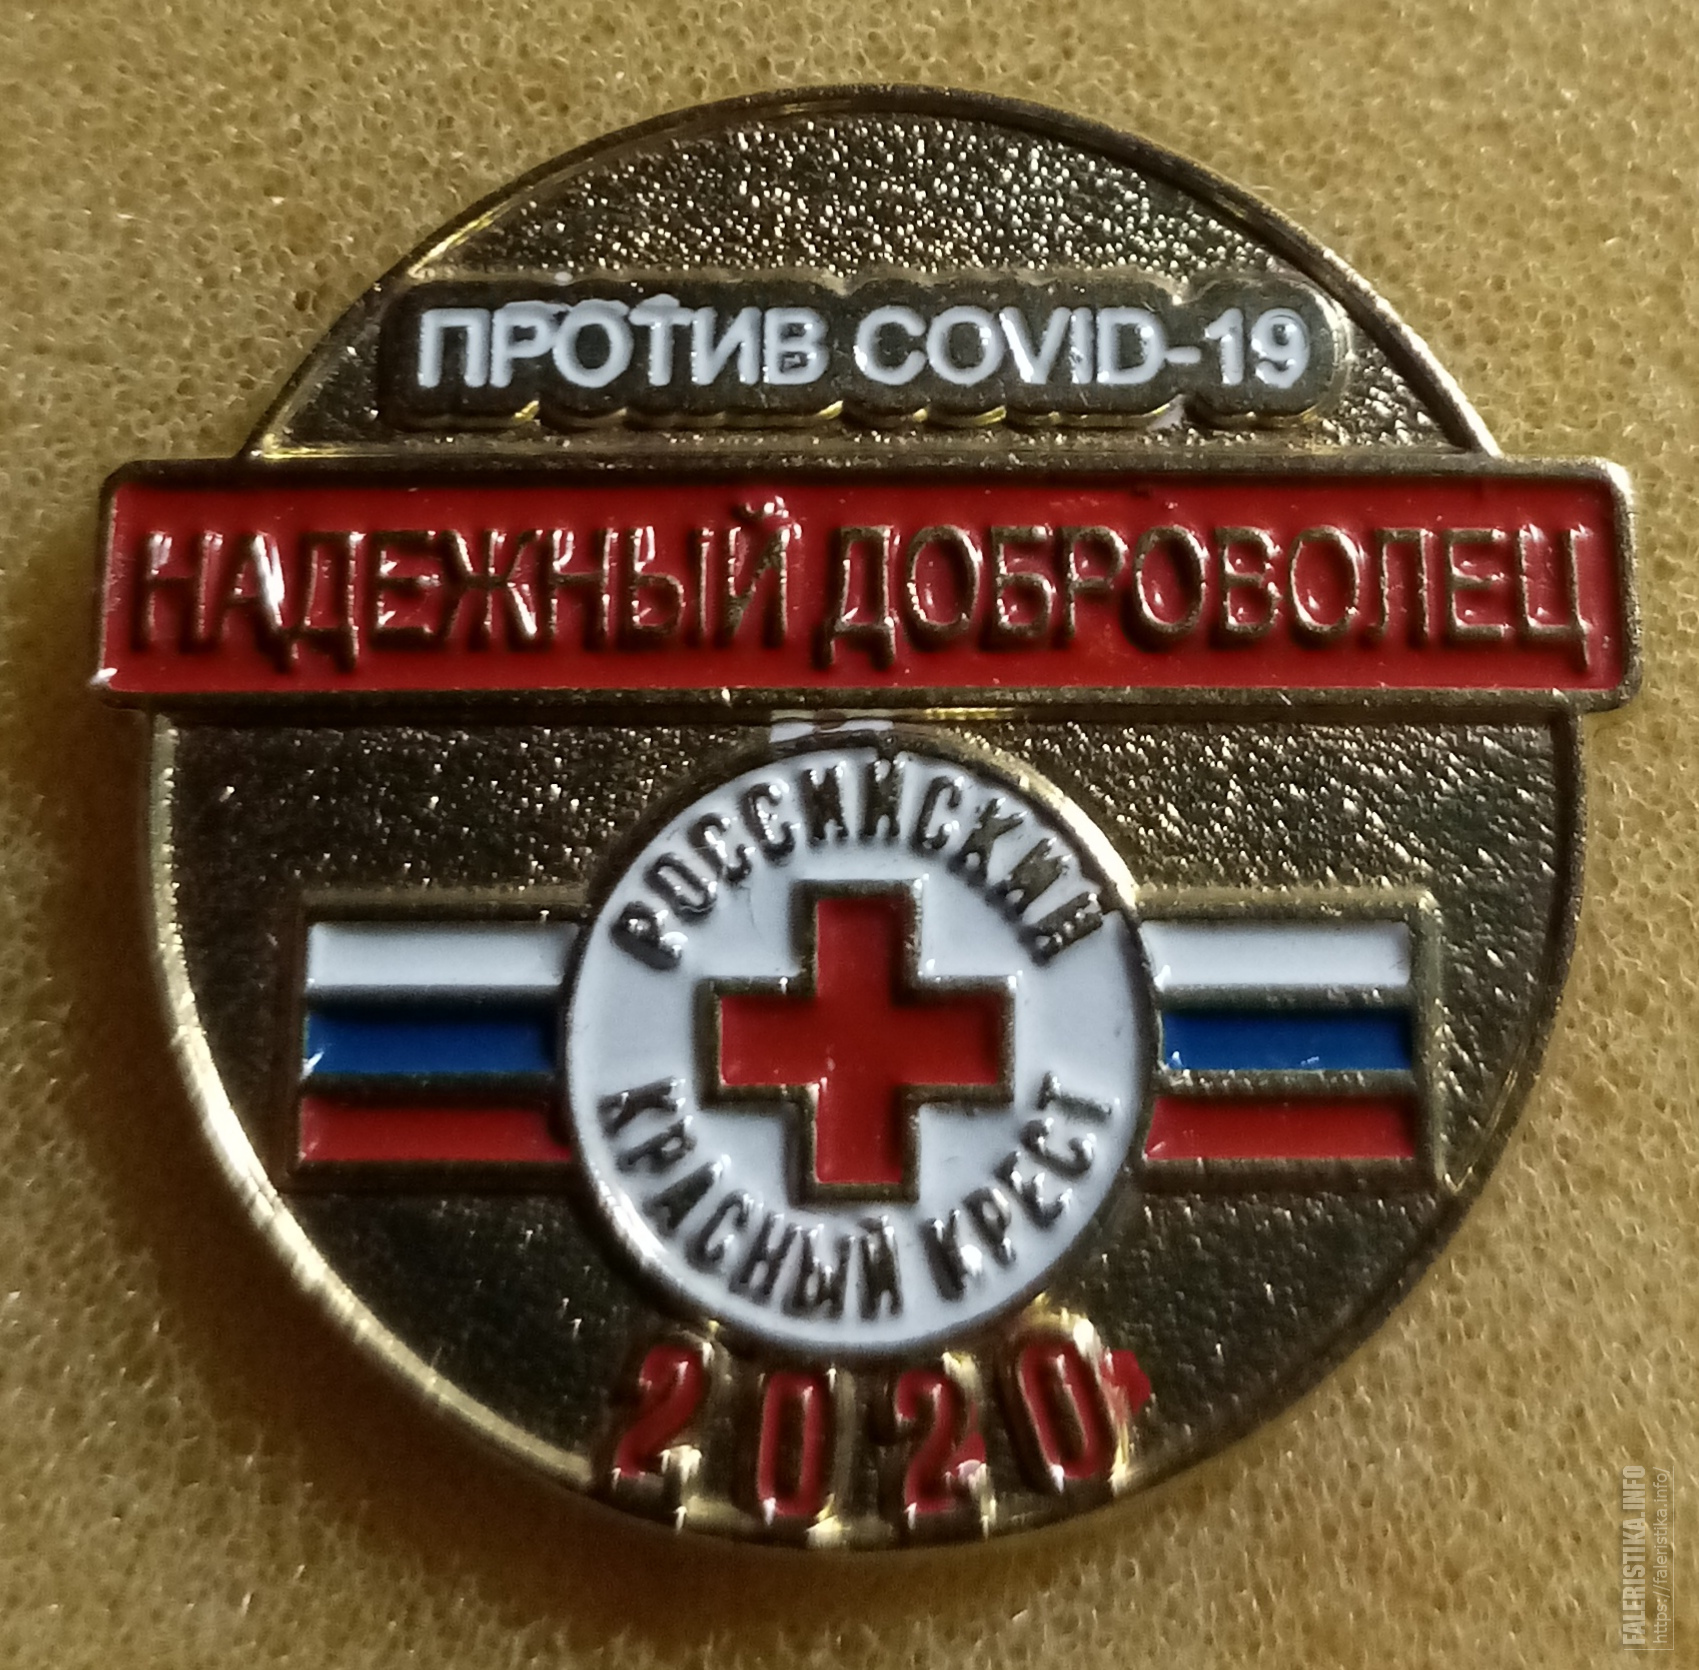 ПРОТИВ COVID-19
НАДЕЖНЫЙ ДОБРОВОЛЕЦ
РОССИЙСКИЙ
КРАСНЫЙ КРЕСТ
2020
FALERISTIKA.INFO
https://faleristika.info/